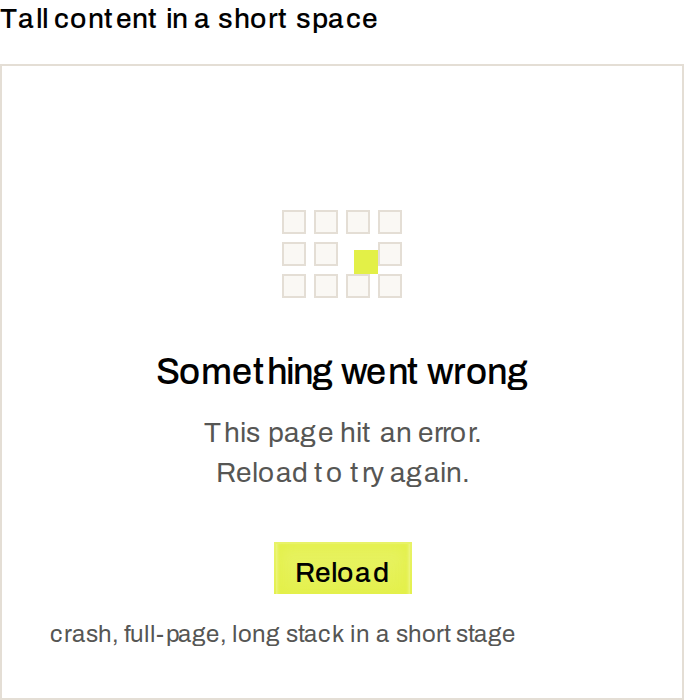 Tall content in a short space
Something went wrong
This page hit an error.
Reload to try again.
Reload
crash, full-page, long stack in a short stage